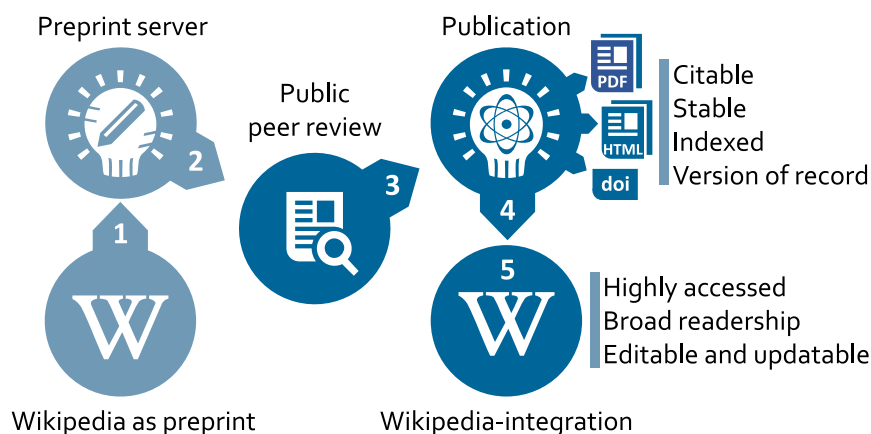 Preprint server
Publication
Public
peer review
PDF
HTML
doi
Citable
Stable
Indexed
Version of record
2
3
1
4
5
W
W
Highly accessed
Broad readership
Editable and updatable
Wikipedia as preprint
Wikipedia-integration